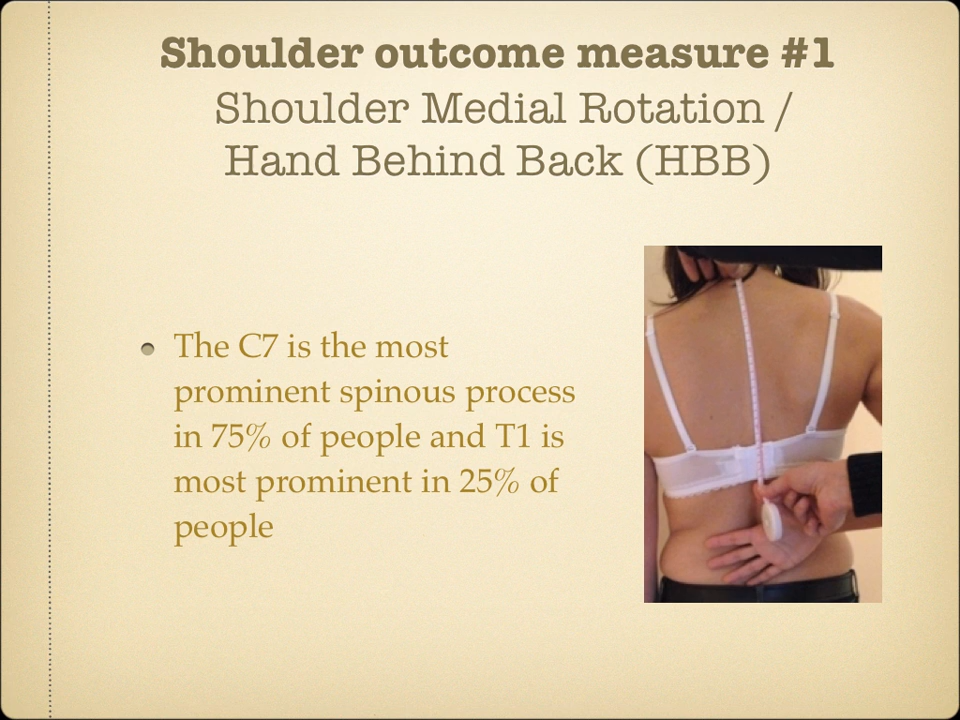 Shoulder outcome measure #1
Shoulder Medial Rotation /
Hand Behind Back (HBB)
The C7 is the most
prominent spinous process
in 75% of people and T1 is
most prominent in 25% of
people